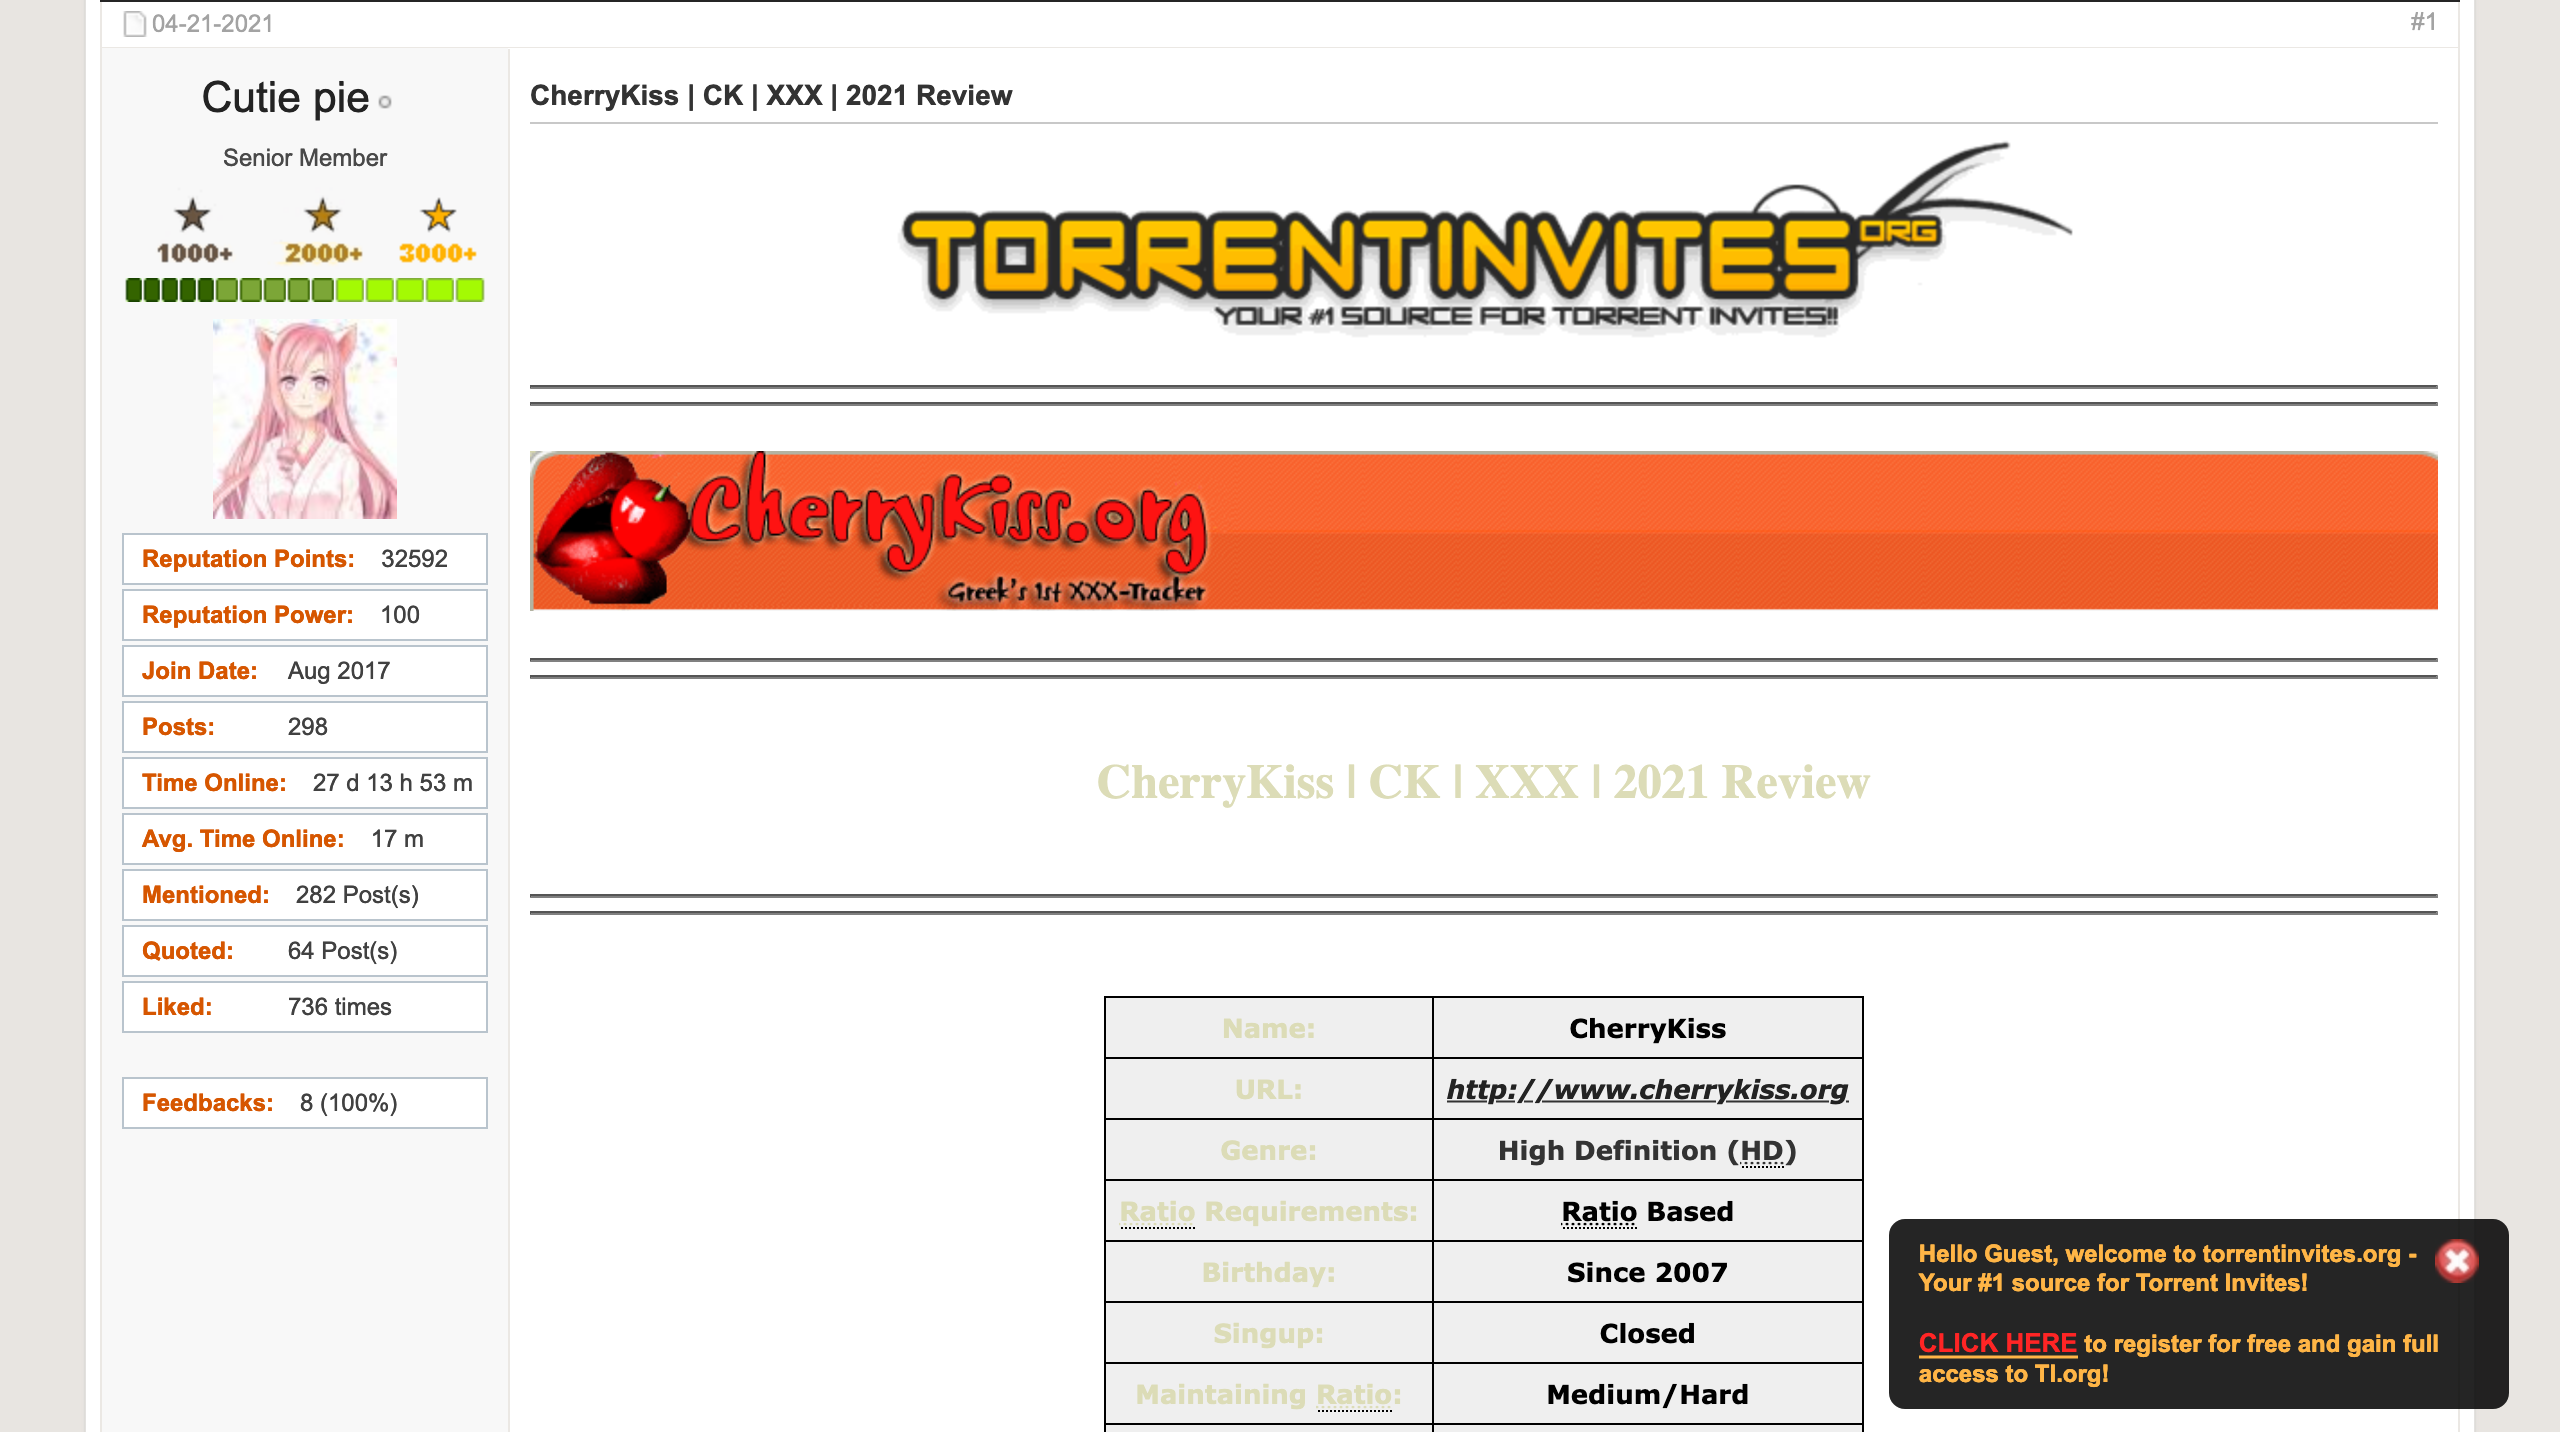 04-21-2021
#1
Cutie pie
Senior Member
1000+ 2000+ 3000+
Reputation Points: 32592
Reputation Power: 100
Join Date: Aug 2017
Posts: 298
Time Online: 27 d 13 h 53 m
Avg. Time Online: 17 m
Mentioned: 282 Post(s)
Quoted: 64 Post(s)
Liked: 736 times
Feedbacks: 8 (100%)
CherryKiss | CK | XXX | 2021 Review
TORRENTINVITES ORG
YOUR #1 SOURCE FOR TORRENT INVITES!!
CherryKiss.org
Greek's 1st XXX-Tracker
CherryKiss | CK | XXX | 2021 Review
Name: CherryKiss
URL: http://www.cherrykiss.org
Genre: High Definition (HD)
Ratio Requirements: Ratio Based
Birthday: Since 2007
Singup: Closed
Maintaining Ratio: Medium/Hard
Hello Guest, welcome to torrentinvites.org -
Your #1 source for Torrent Invites!
CLICK HERE to register for free and gain full
access to TI.org!